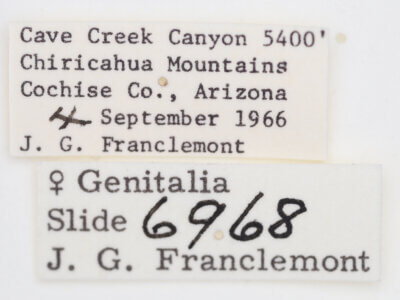 Cave Creek Canyon 5400'
Chiricahua Mountains
Cochise Co., Arizona
4 September 1966
J. G. Franclemont
♀ Genitalia
Slide 6968
J. G. Franclemont